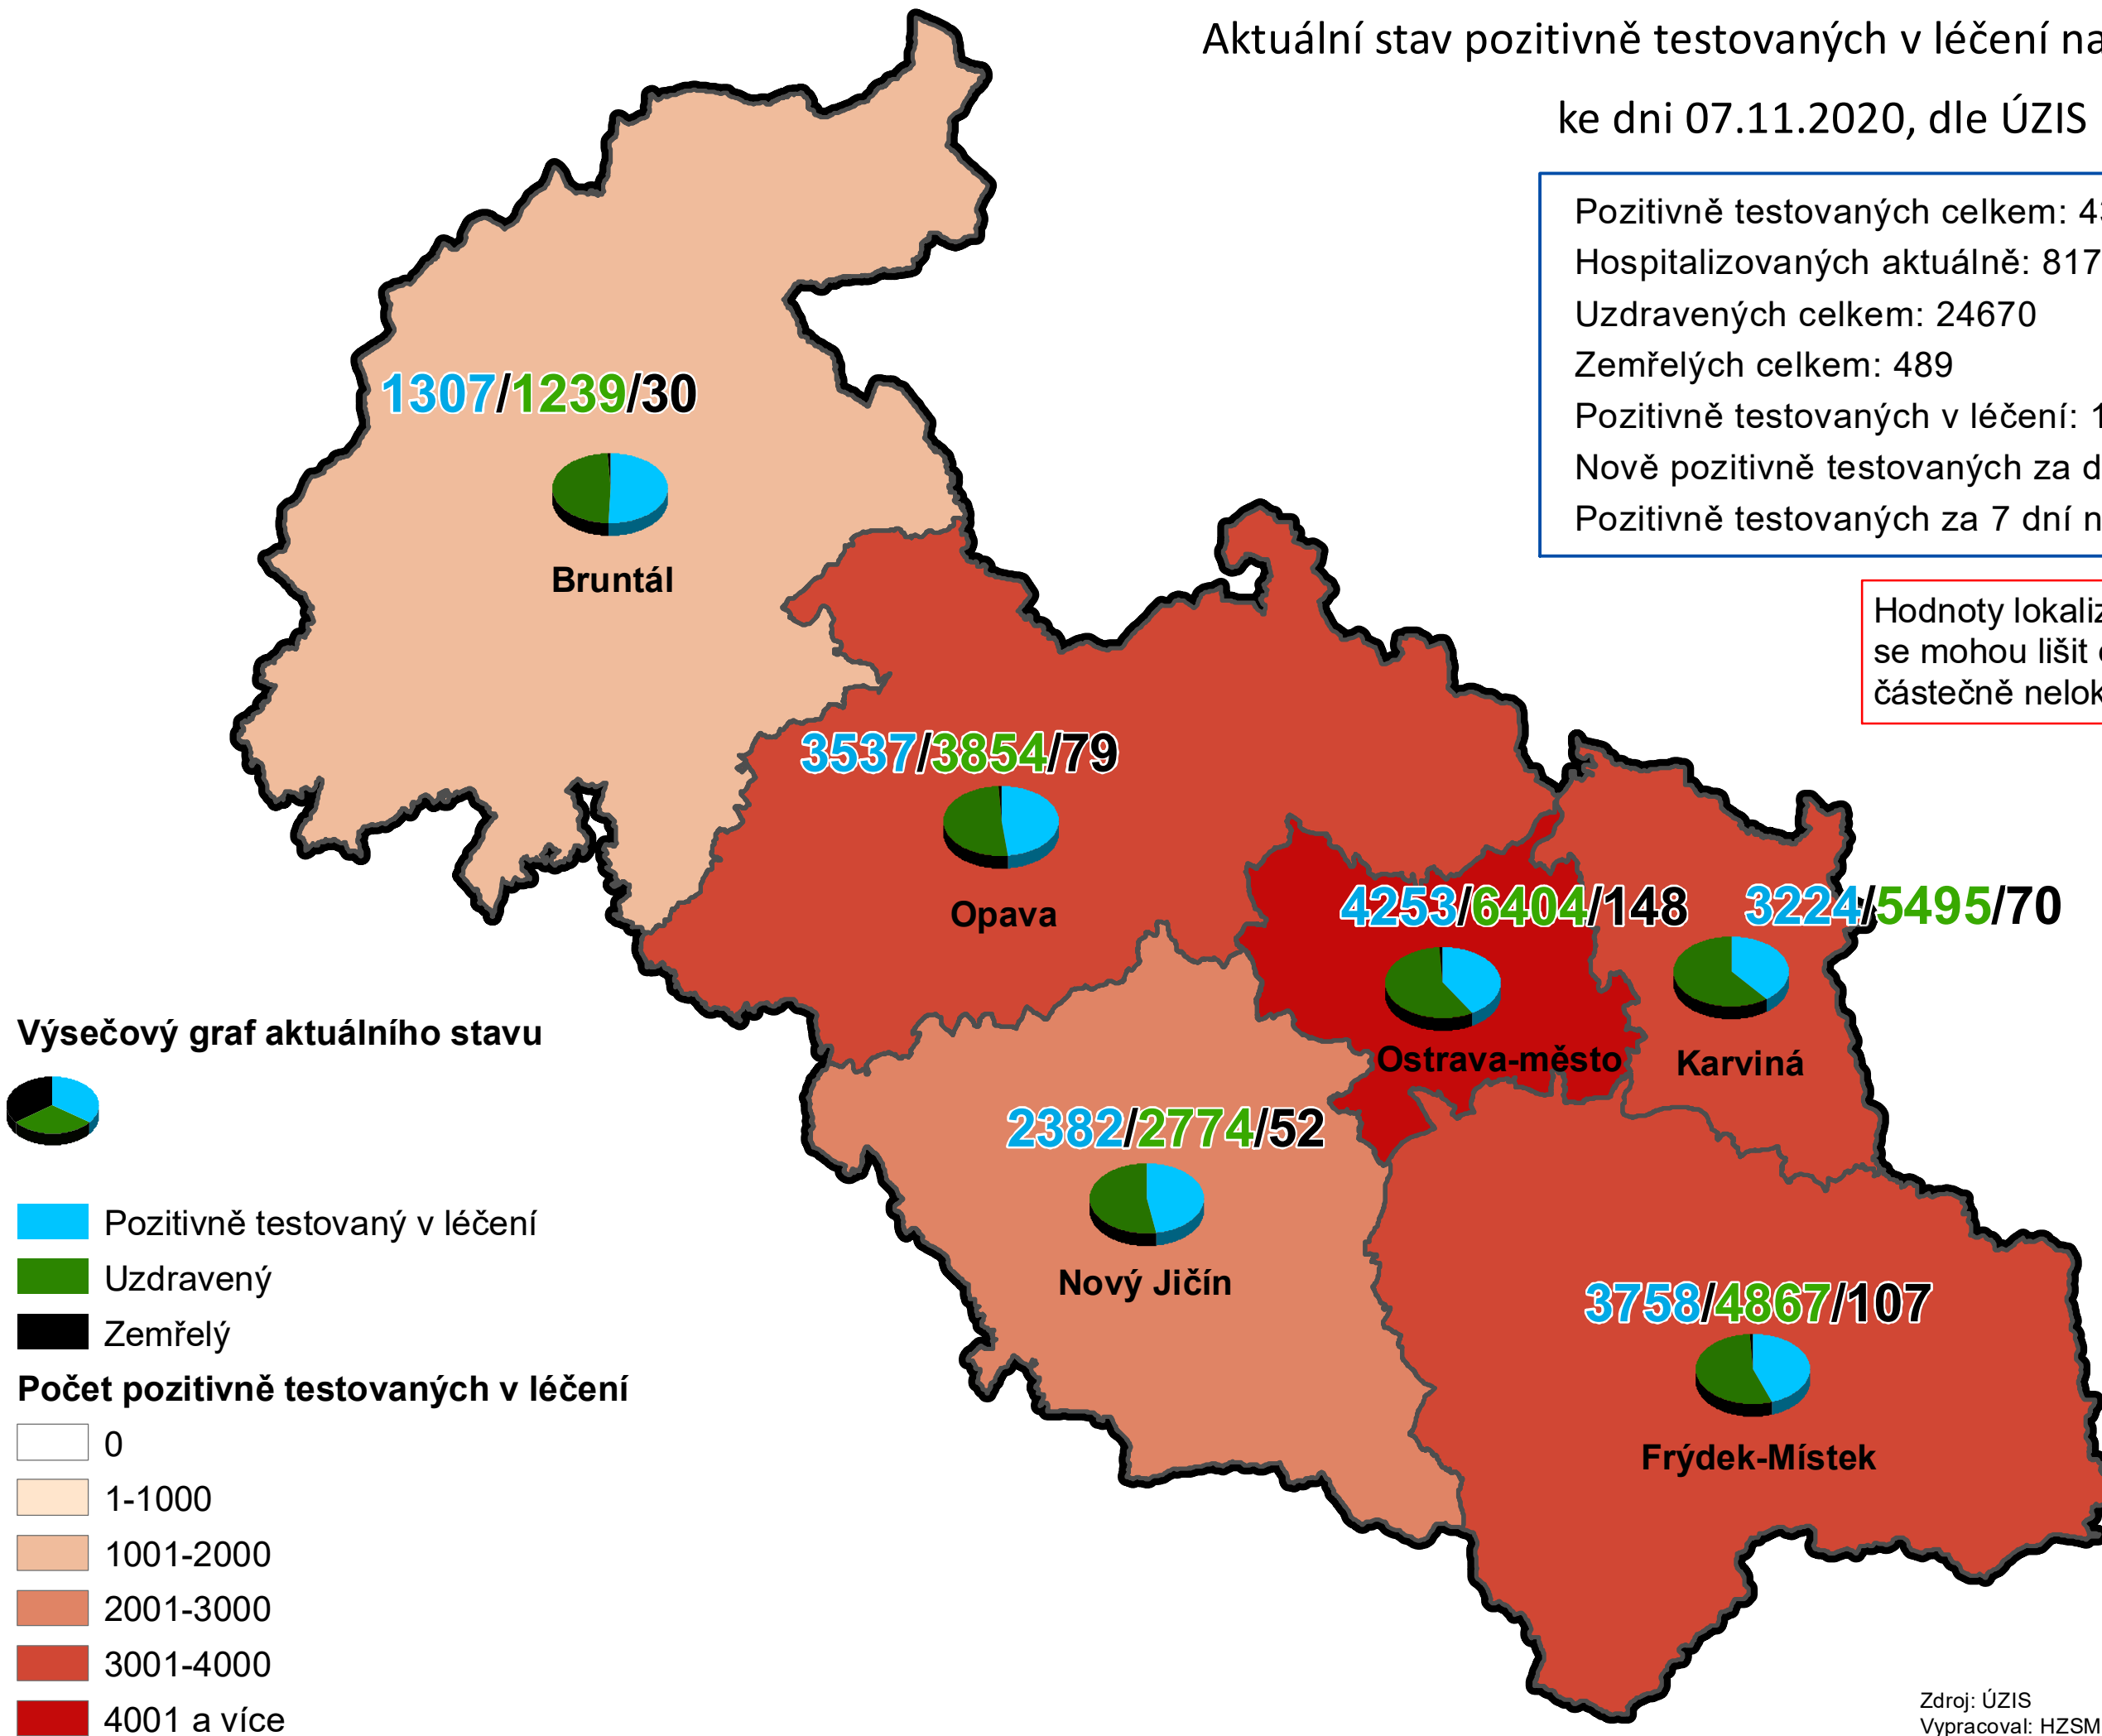 Aktuální stav pozitivně testovaných v léčení na
ke dni 07.11.2020, dle ÚZIS
Pozitivně testovaných celkem: 43
Hospitalizovaných aktuálně: 817
Uzdravených celkem: 24670
Zemřelých celkem: 489
Pozitivně testovaných v léčení: 1
Nově pozitivně testovaných za d
Pozitivně testovaných za 7 dní n
Hodnoty lokaliz
se mohou lišit
částečně nelok
1307/1239/30
Bruntál
3537/3854/79
Opava
4253/6404/148
Ostrava-město
3224/5495/70
Karviná
2382/2774/52
Nový Jičín
3758/4867/107
Frýdek-Místek
Výsečový graf aktuálního stavu
Pozitivně testovaný v léčení
Uzdravený
Zemřelý
Počet pozitivně testovaných v léčení
0
1-1000
1001-2000
2001-3000
3001-4000
4001 a více
Zdroj: ÚZIS
Vypracoval: HZSM